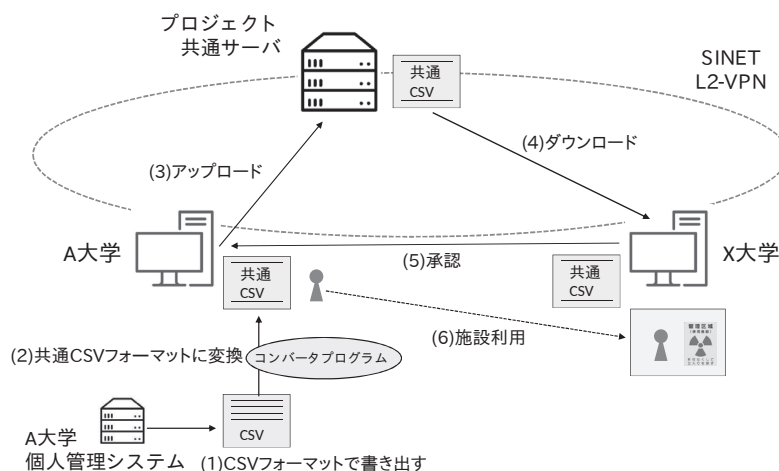 プロジェクト
共通サーバ
共通
CSV
SINET
L2-VPN
(3)アップロード
(4)ダウンロード
A大学
X大学
(5)承認
共通
CSV
共通
CSV
(2)共通CSVフォーマットに変換
コンバータプログラム
(6)施設利用
管理区域
CSV
A大学
個人管理システム
(1)CSVフォーマットで書き出す